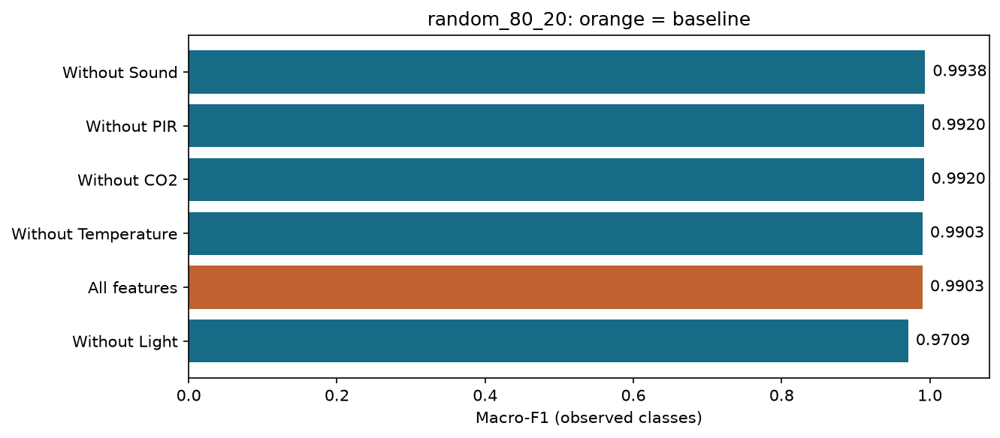 random_80_20: orange = baseline
Without Sound 0.9938
Without PIR 0.9920
Without CO2 0.9920
Without Temperature 0.9903
All features 0.9903
Without Light 0.9709
0.0 0.2 0.4 0.6 0.8 1.0
Macro-F1 (observed classes)